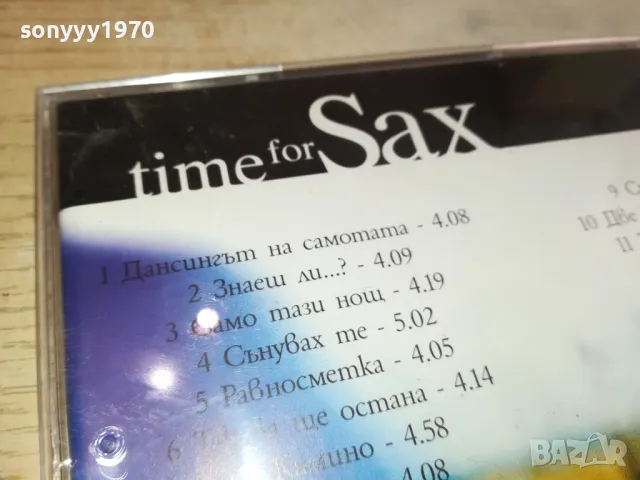 sonyyy1970
time for Sax
1 Дансингът на самотата - 4.08
2 Знаеш ли...? - 4.09
3 Само тази нощ - 4.19
4 Сънувах те - 5.02
5 Равносметка - 4.05
6 ще остана - 4.14
- 4.58
4.08
9
10 Две
11
BAZAR